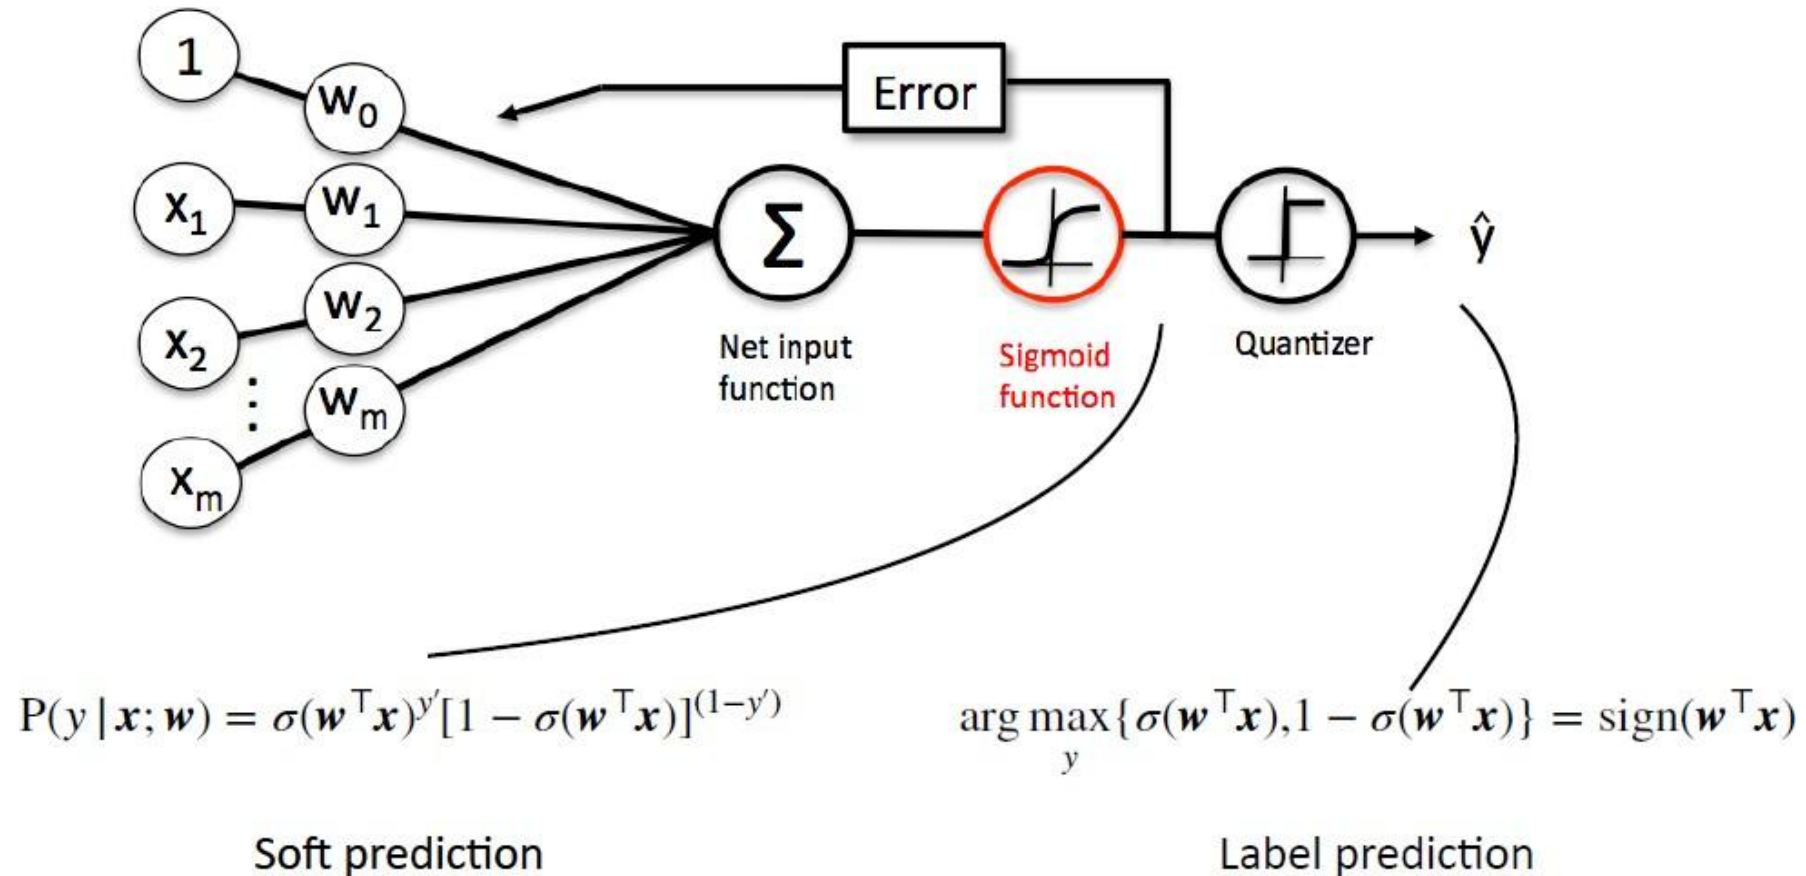 1
w₀
Error
x₁
w₁
Σ
ŷ
x₂
w₂
⋮
wₘ
xₘ
Net input
function
Sigmoid
function
Quantizer
P(y | x; w) = σ(w⊤x)^y′[1 − σ(w⊤x)]^(1−y′)
arg max_y{σ(w⊤x),1 − σ(w⊤x)} = sign(w⊤x)
Soft prediction
Label prediction